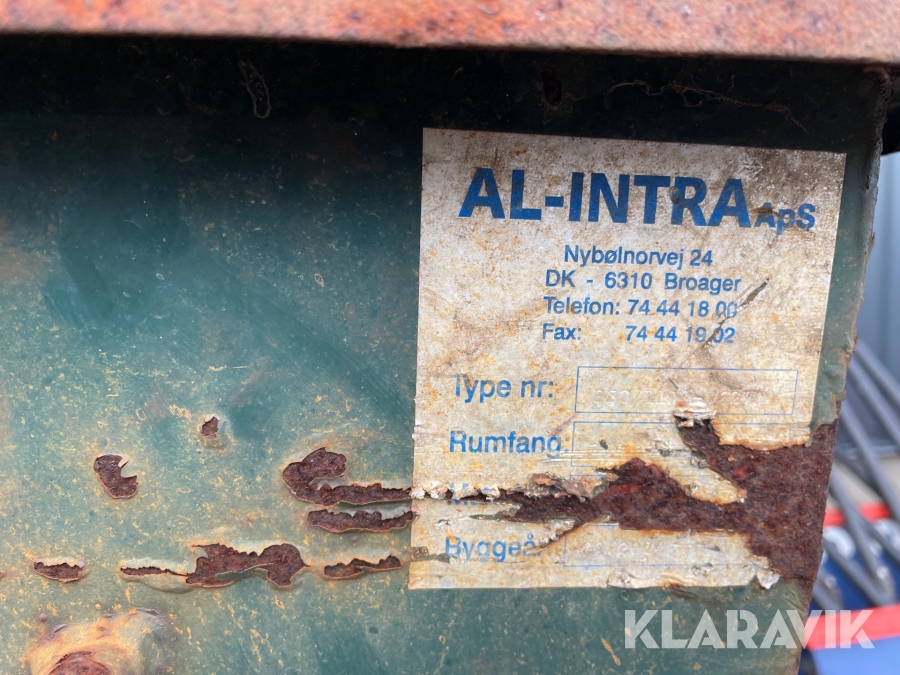 AL-INTRA ApS
Nybølnorvej 24
DK - 6310 Broager
Telefon: 74 44 18 00
Fax: 74 44 19 02
Type nr:
Rumfang
Byggeår
KLARAVIK